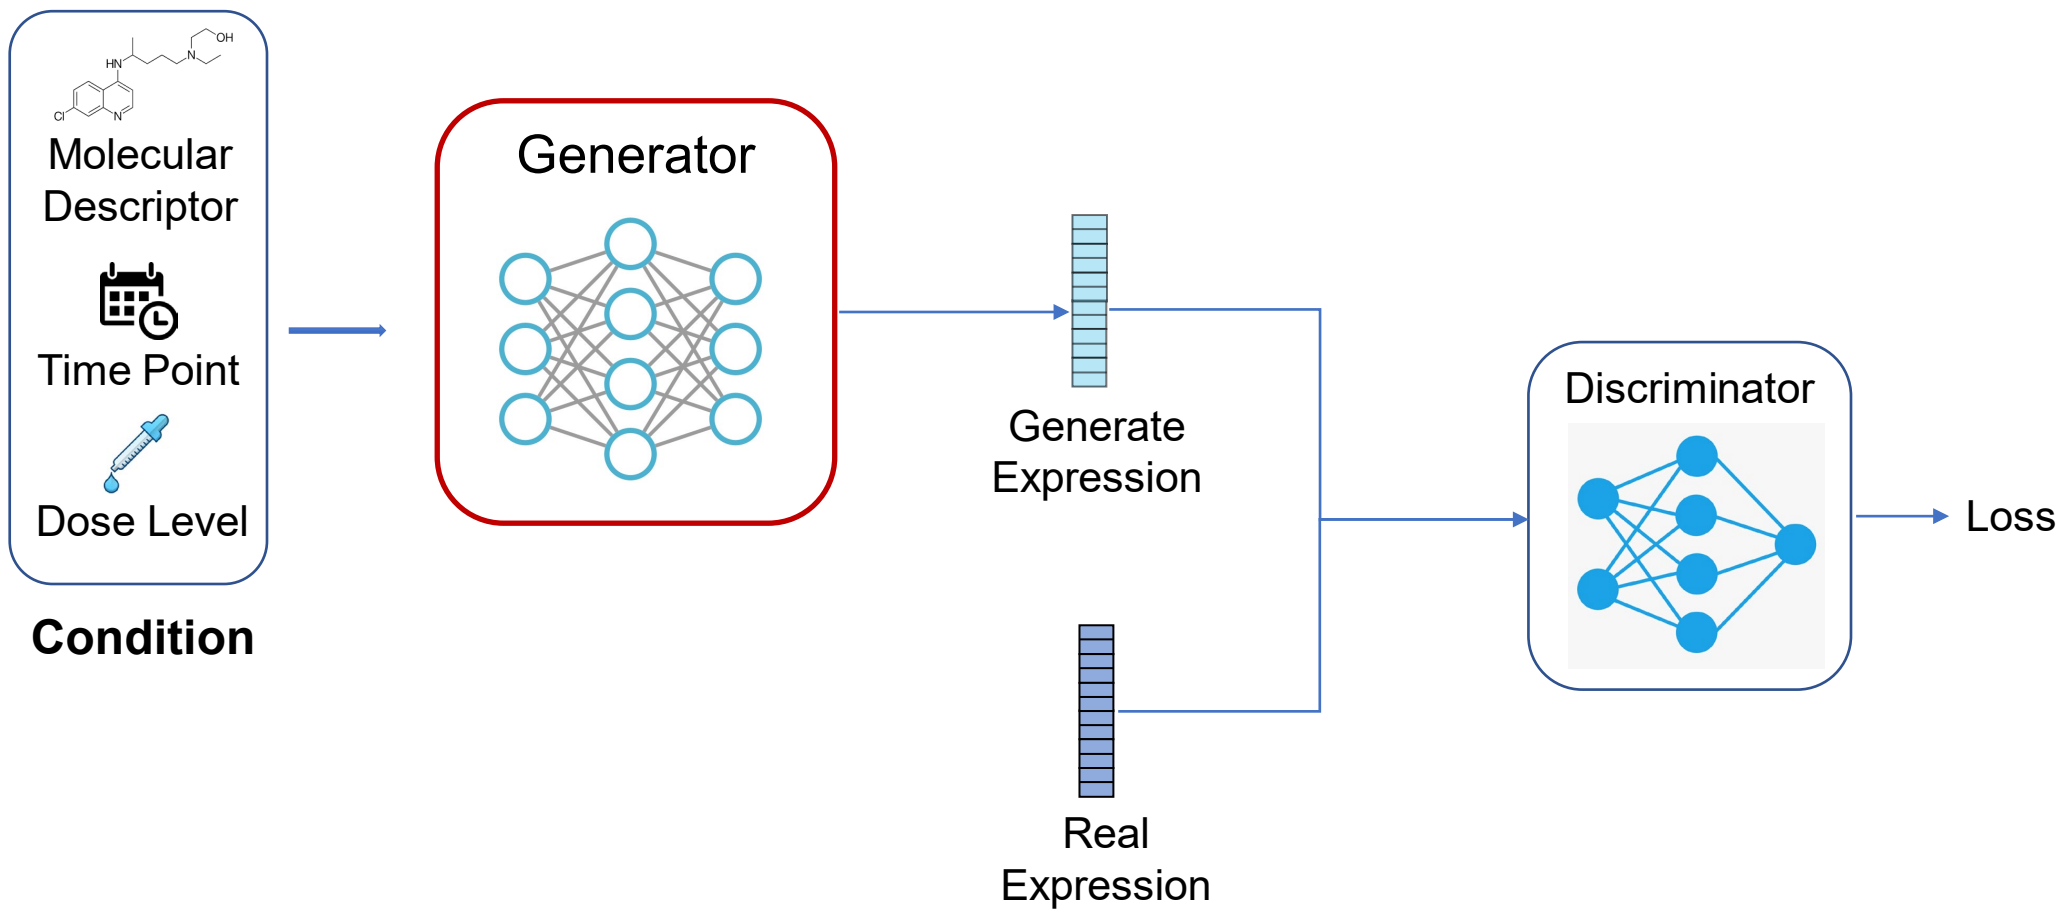 OH
N
HN
Cl
N
Molecular
Descriptor
Time Point
Dose Level
Condition
Generator
Generate
Expression
Real
Expression
Discriminator
Loss